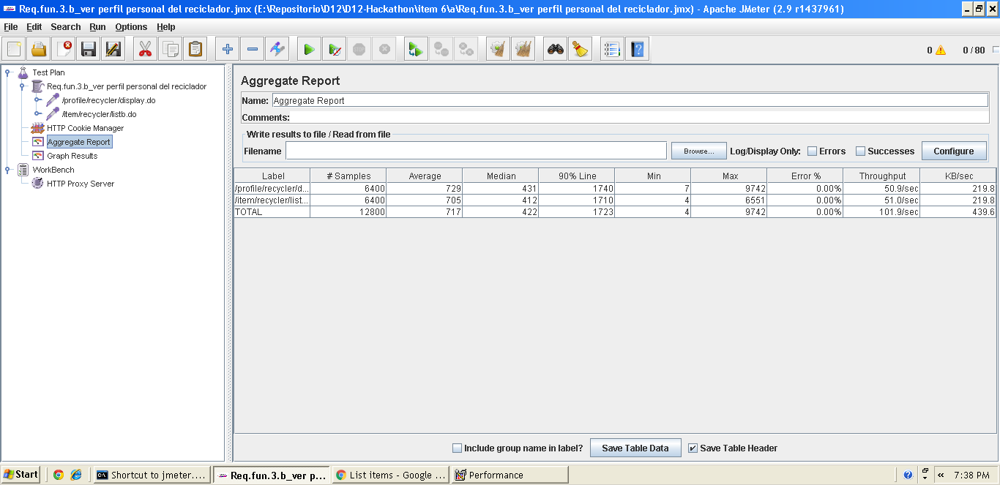 Req.fun.3.b_ver perfil personal del reciclador.jmx (E:\Repositorio\D12\D12-Hackathon\item 6\a\Req.fun.3.b_ver perfil personal del reciclador.jmx) - Apache JMeter (2.9 r1437961)
File Edit Search Run Options Help
0 0 / 80
Test Plan
Req.fun.3.b_ver perfil personal del reciclador
/profile/recycler/display.do
/item/recycler/listb.do
HTTP Cookie Manager
Aggregate Report
Graph Results
WorkBench
HTTP Proxy Server
Aggregate Report
Name: Aggregate Report
Comments:
Write results to file / Read from file
Filename Browse... Log/Display Only: Errors Successes Configure
Label # Samples Average Median 90% Line Min Max Error % Throughput KB/sec
/profile/recycler/d... 6400 729 431 1740 7 9742 0.00% 50.9/sec 219.8
/item/recycler/list... 6400 705 412 1710 4 6551 0.00% 51.0/sec 219.8
TOTAL 12800 717 422 1723 4 9742 0.00% 101.9/sec 439.6
Include group name in label? Save Table Data Save Table Header
Start Shortcut to jmeter.... Req.fun.3.b_ver p... List items - Google ... Performance « 7:38 PM